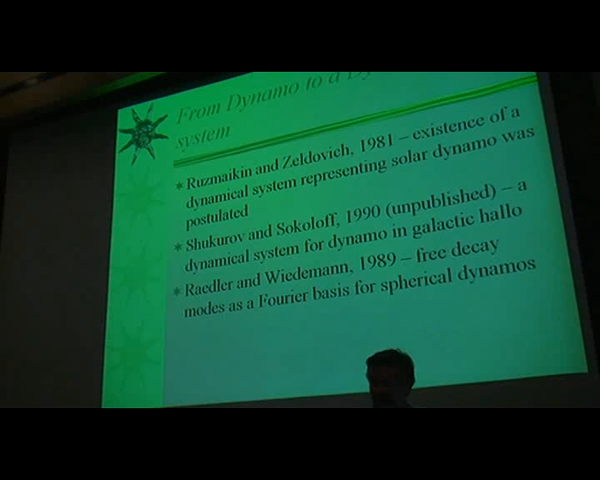 From Dynamo to a Dy
system
Ruzmaikin and Zeldovich, 1981 – existence of a
dynamical system representing solar dynamo was
postulated
Shukurov and Sokoloff, 1990 (unpublished) – a
dynamical system for dynamo in galactic hallo
Raedler and Wiedemann, 1989 – free decay
modes as a Fourier basis for spherical dynamos